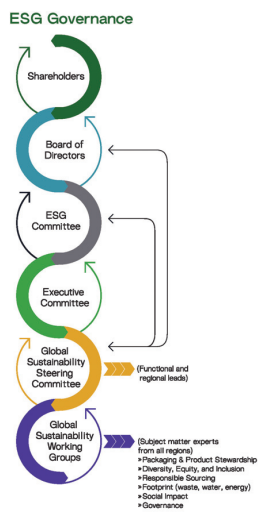 ESG Governance
Shareholders
Board of
Directors
ESG
Committee
Executive
Committee
Global
Sustainability
Steering
Committee
(Functional and
regional leads)
Global
Sustainability
Working
Groups
(Subject matter experts
from all regions)
» Packaging & Product Stewardship
» Diversity, Equity, and Inclusion
» Responsible Sourcing
» Footprint (waste, water, energy)
» Social Impact
» Governance